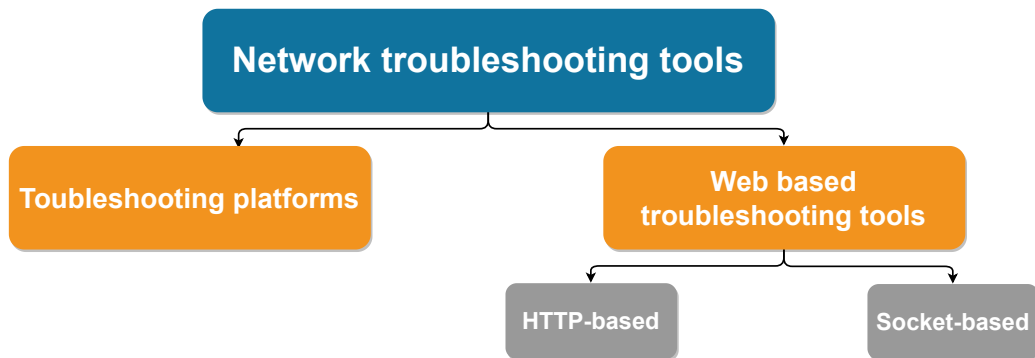 Network troubleshooting tools
Toubleshooting platforms
Web based
troubleshooting tools
HTTP-based
Socket-based